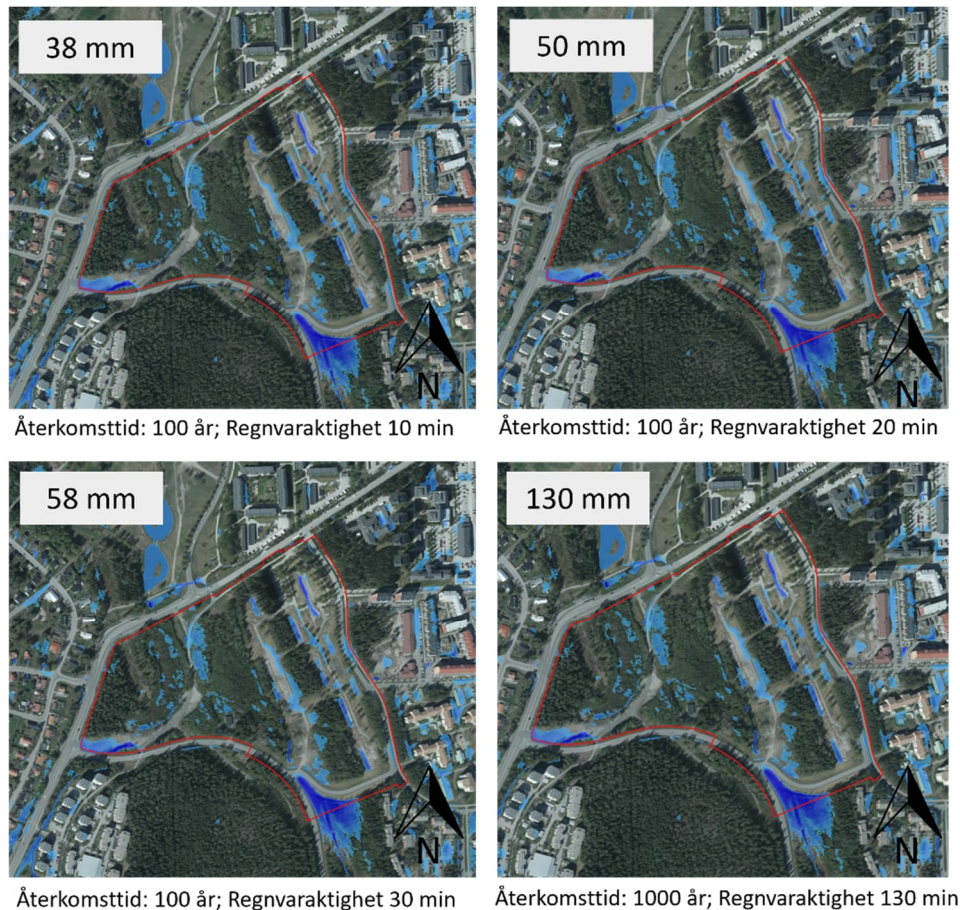 38 mm
50 mm
N
N
Återkomsttid: 100 år; Regnvaraktighet 10 min
Återkomsttid: 100 år; Regnvaraktighet 20 min
58 mm
130 mm
N
N
Återkomsttid: 100 år; Regnvaraktighet 30 min
Återkomsttid: 1000 år; Regnvaraktighet 130 min